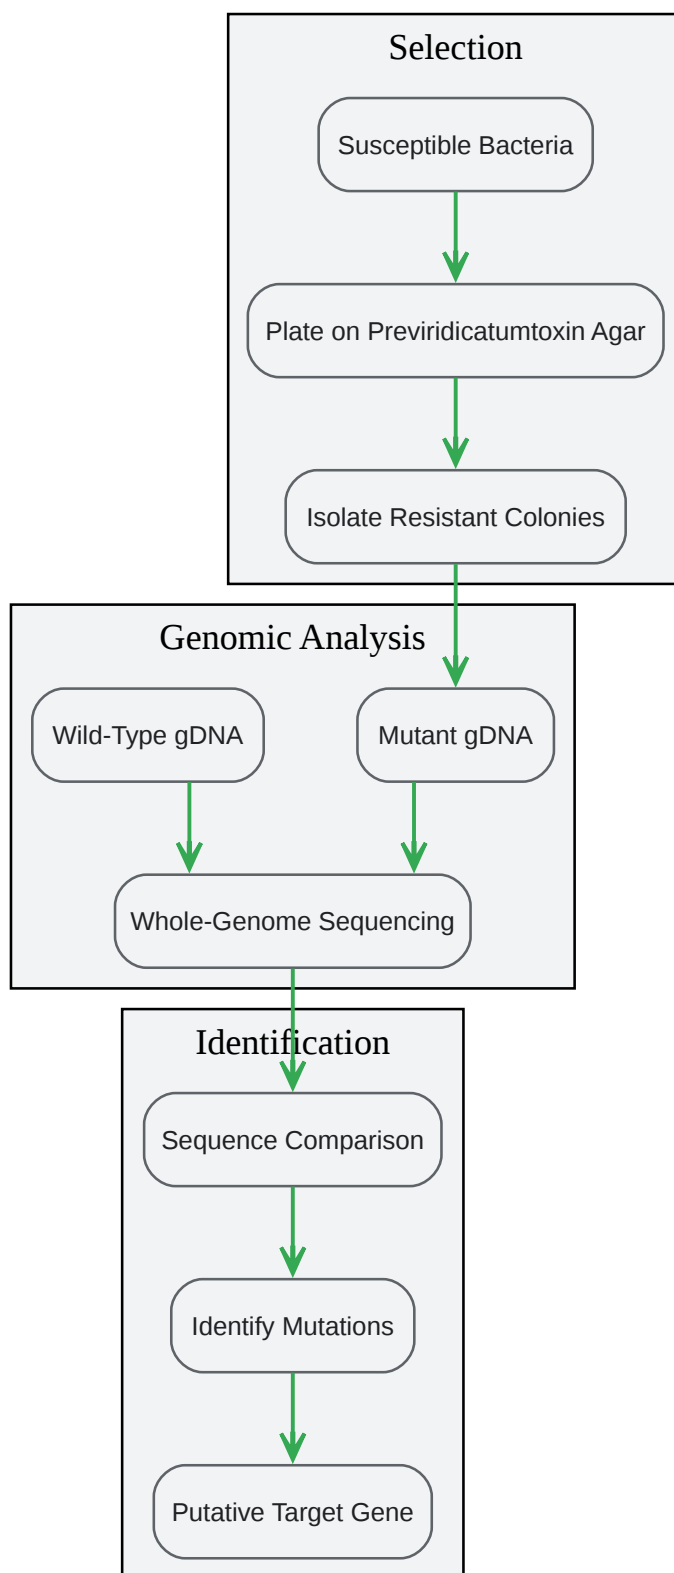 Selection
Susceptible Bacteria
Plate on Previridicatumtoxin Agar
Isolate Resistant Colonies
Genomic Analysis
Wild-Type gDNA
Mutant gDNA
Whole-Genome Sequencing
Identification
Sequence Comparison
Identify Mutations
Putative Target Gene